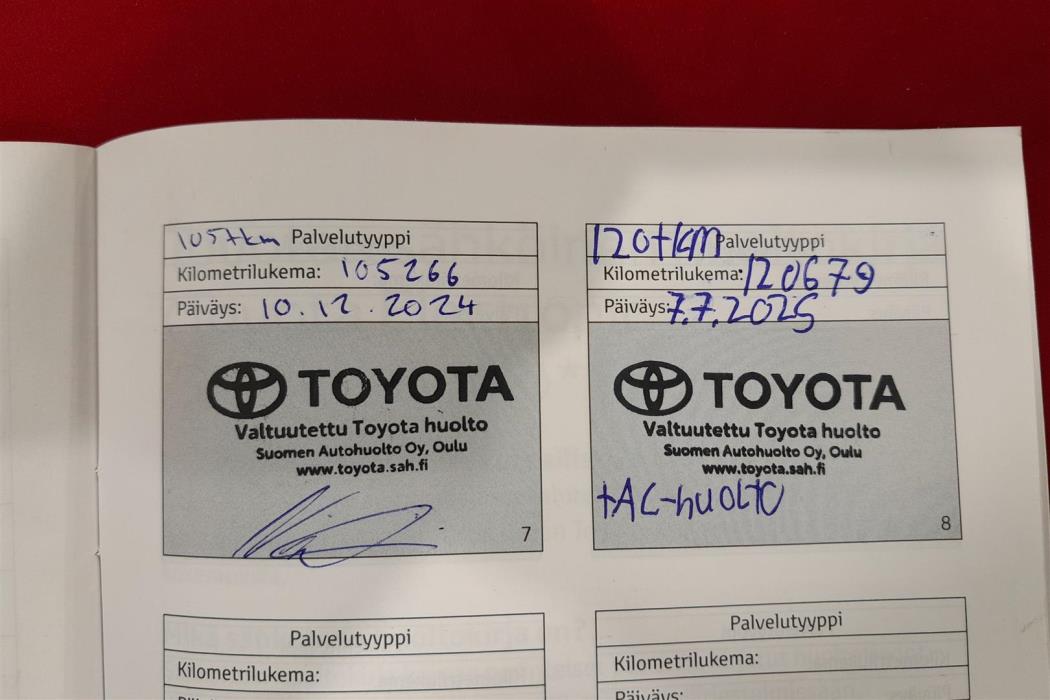 105tkm Palvelutyyppi
Kilometrilukema: 105266
Päiväys: 10.12.2024
TOYOTA
Valtuutettu Toyota huolto
Suomen Autohuolto Oy, Oulu
www.toyota.sah.fi
7
120tkm Palvelutyyppi
Kilometrilukema: 120679
Päiväys: 7.7.2025
TOYOTA
Valtuutettu Toyota huolto
Suomen Autohuolto Oy, Oulu
www.toyota.sah.fi
+AC-huolto
8
Palvelutyyppi
Kilometrilukema:
Palvelutyyppi
Kilometrilukema:
Päiväys: